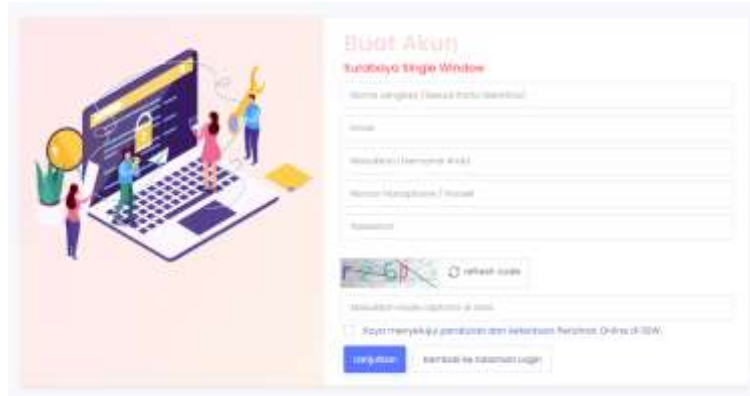 Buat Akun
Surabaya Single Window
Nama Lengkap (Sesuai Kartu Identitas)
Email
Masukkan Username Anda
Nomor Handphone / Ponsel
Password
refresh code
Masukkan kode captcha di atas
Saya menyetujui peraturan dan ketentuan Perizinan Online di SSW.
Lanjutkan
Kembali ke halaman Login